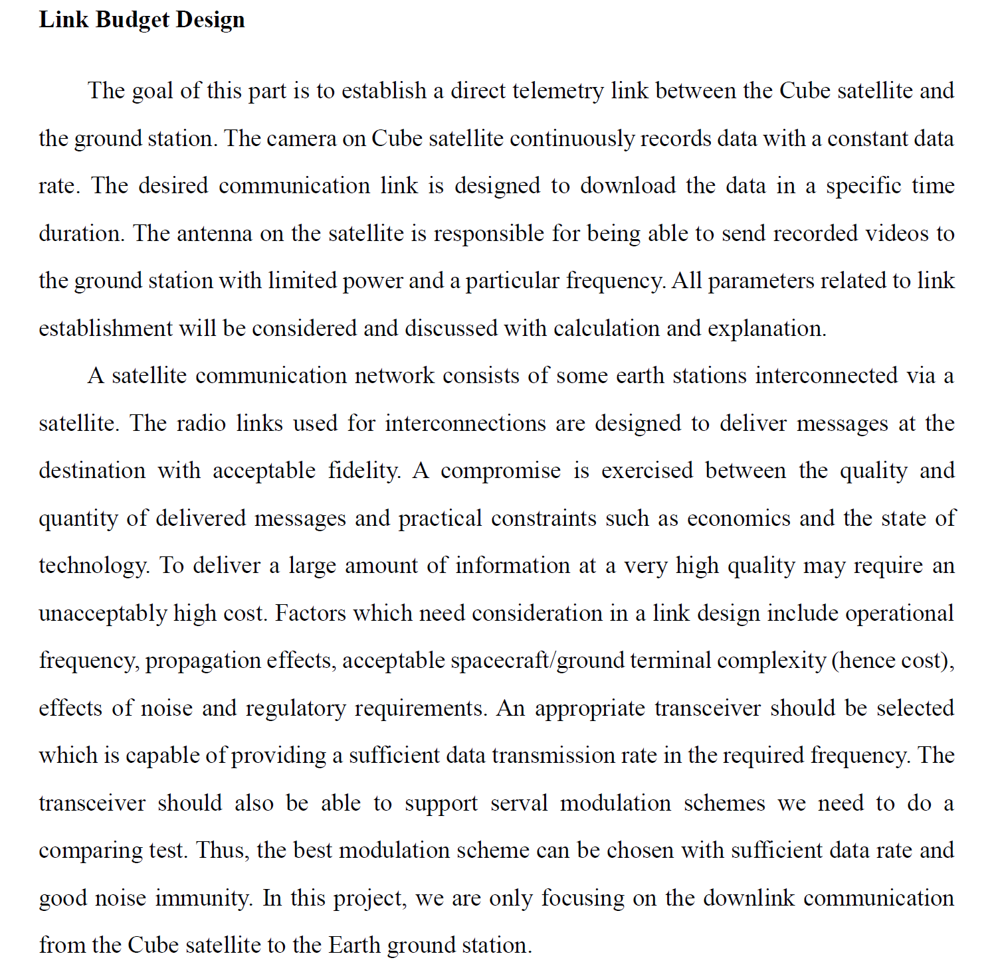 Link Budget Design
The goal of this part is to establish a direct telemetry link between the Cube satellite and
the ground station. The camera on Cube satellite continuously records data with a constant data
rate. The desired communication link is designed to download the data in a specific time
duration. The antenna on the satellite is responsible for being able to send recorded videos to
the ground station with limited power and a particular frequency. All parameters related to link
establishment will be considered and discussed with calculation and explanation.
A satellite communication network consists of some earth stations interconnected via a
satellite. The radio links used for interconnections are designed to deliver messages at the
destination with acceptable fidelity. A compromise is exercised between the quality and
quantity of delivered messages and practical constraints such as economics and the state of
technology. To deliver a large amount of information at a very high quality may require an
unacceptably high cost. Factors which need consideration in a link design include operational
frequency, propagation effects, acceptable spacecraft/ground terminal complexity (hence cost),
effects of noise and regulatory requirements. An appropriate transceiver should be selected
which is capable of providing a sufficient data transmission rate in the required frequency. The
transceiver should also be able to support serval modulation schemes we need to do a
comparing test. Thus, the best modulation scheme can be chosen with sufficient data rate and
good noise immunity. In this project, we are only focusing on the downlink communication
from the Cube satellite to the Earth ground station.